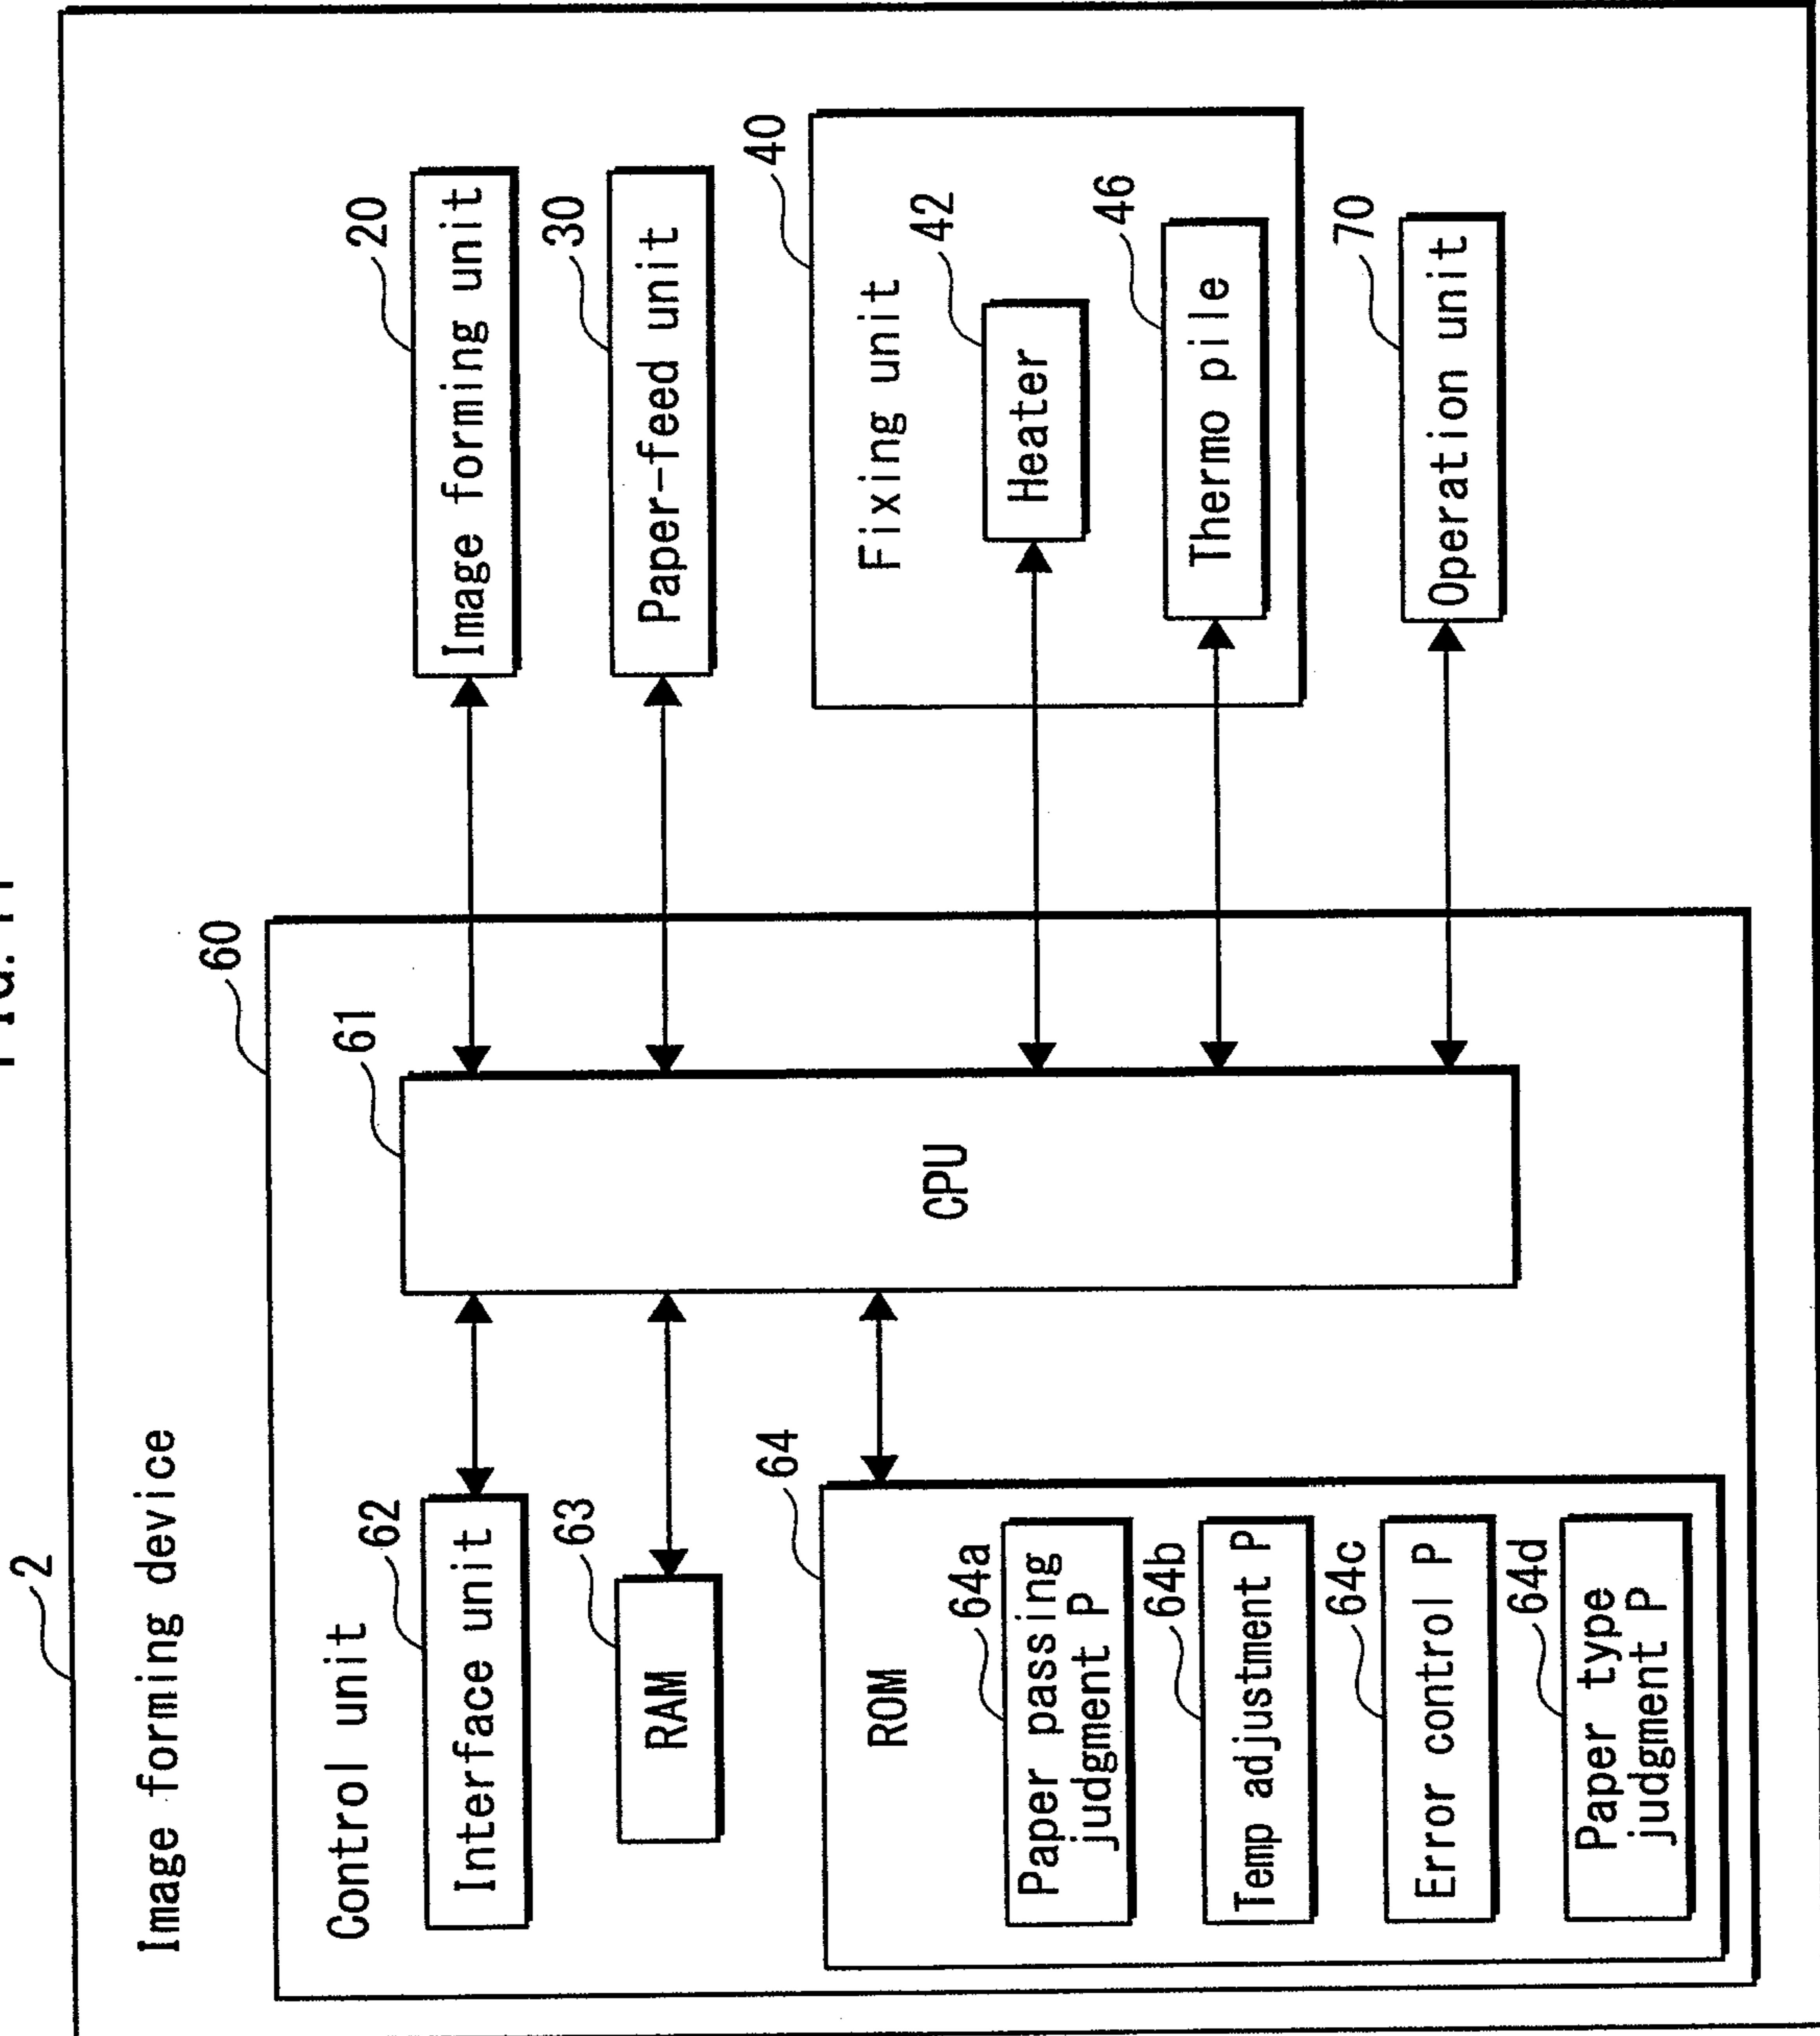 2
Image forming device
60
Control unit
62
Interface unit
63
RAM
64
ROM
64a
Paper passing
judgment P
64b
Temp adjustment P
64c
Error control P
64d
Paper type
judgment P
61
CPU
20
Image forming unit
30
Paper-feed unit
40
Fixing unit
42
Heater
46
Thermo pile
70
Operation unit